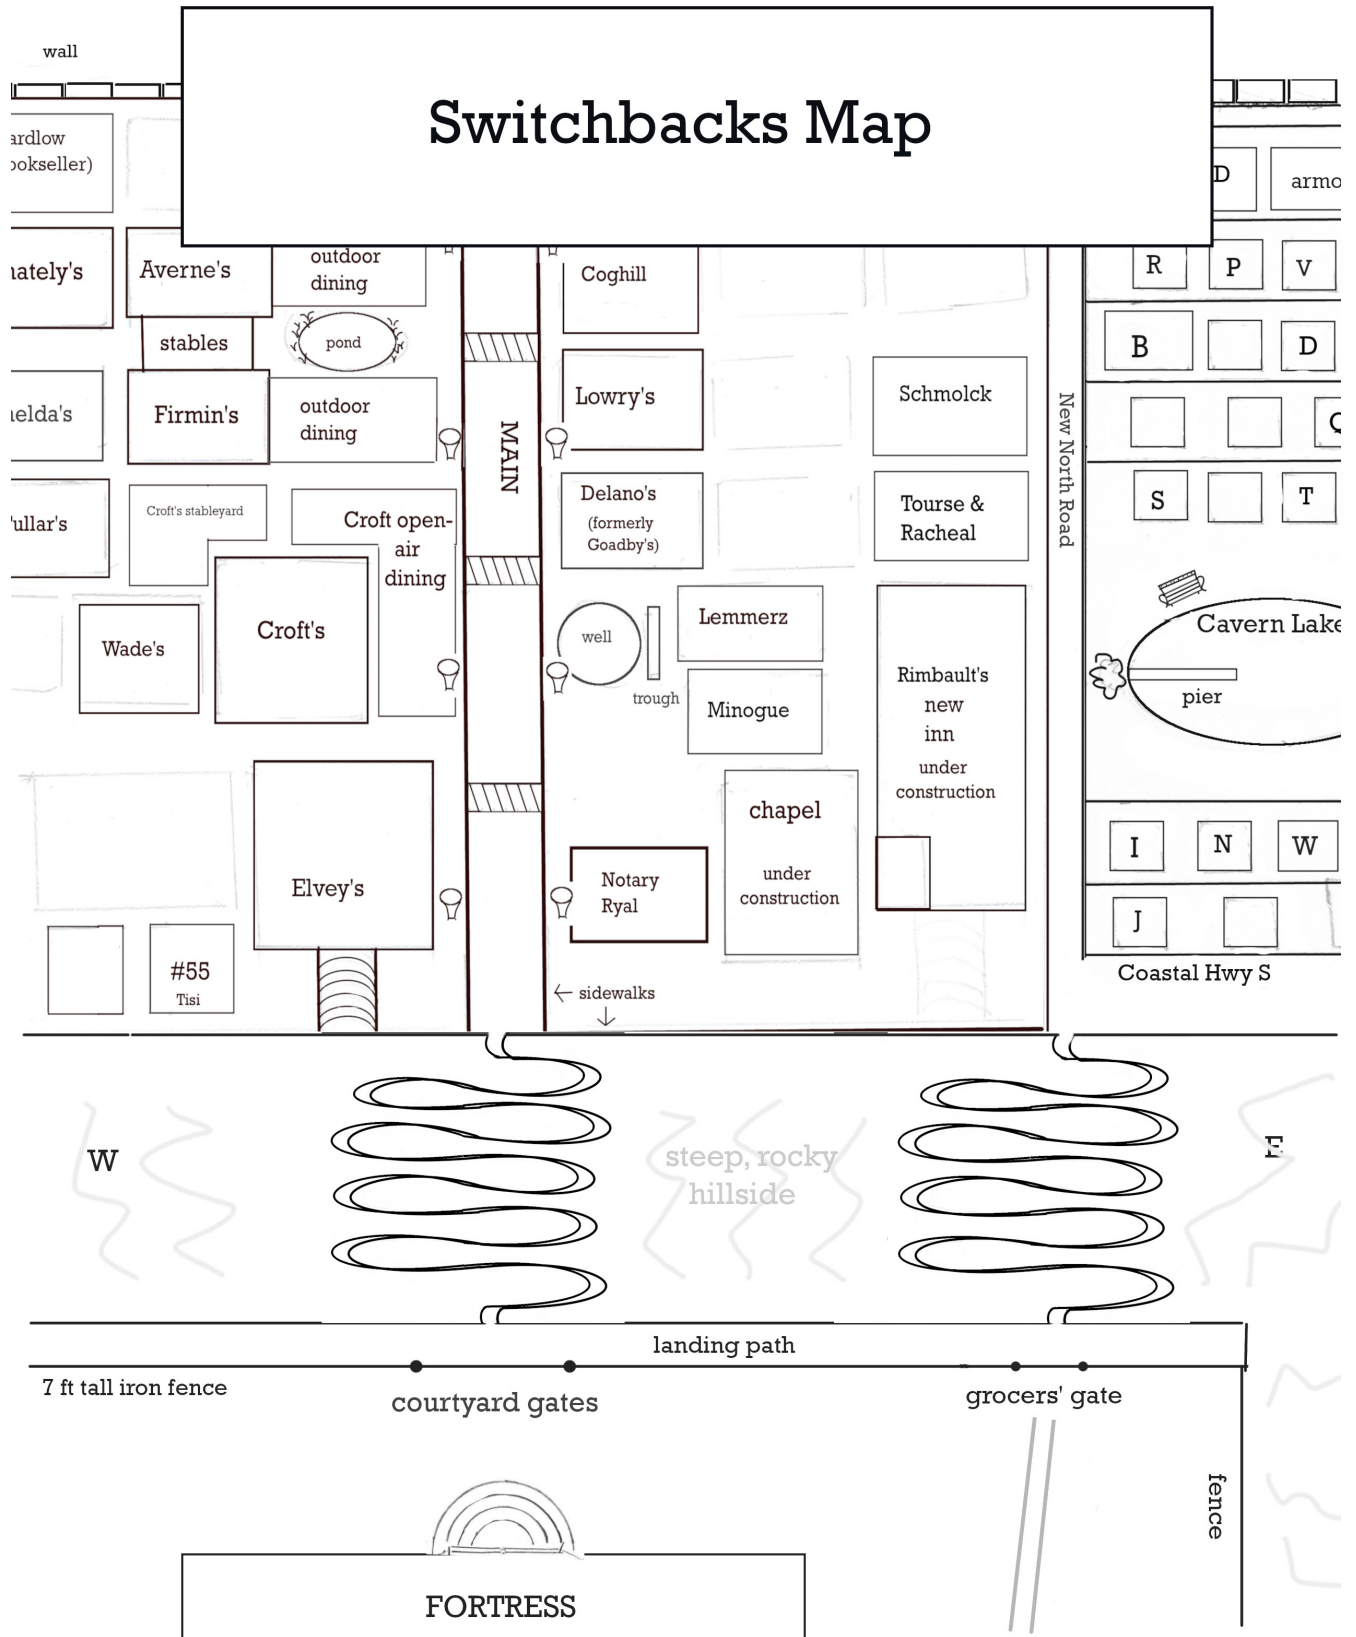 wall
Switchbacks Map
ardlow
ookseller)
D
armo
nately's
Averne's
outdoor
dining
Coghill
R
P
V
stables
pond
B
D
elda's
Firmin's
outdoor
dining
MAIN
Lowry's
Schmolck
New North Road
Q
ullar's
Croft's stableyard
Croft open-
air
dining
Delano's
(formerly
Goadby's)
Tourse &
Racheal
S
T
Wade's
Croft's
well
trough
Lemmerz
Minogue
Rimbault's
new
inn
under
construction
Cavern Lake
pier
Elvey's
Notary
Ryal
chapel
under
construction
I
N
W
J
#55
Tisi
sidewalks
Coastal Hwy S
W
steep, rocky
hillside
E
landing path
7 ft tall iron fence
courtyard gates
grocers' gate
fence
FORTRESS